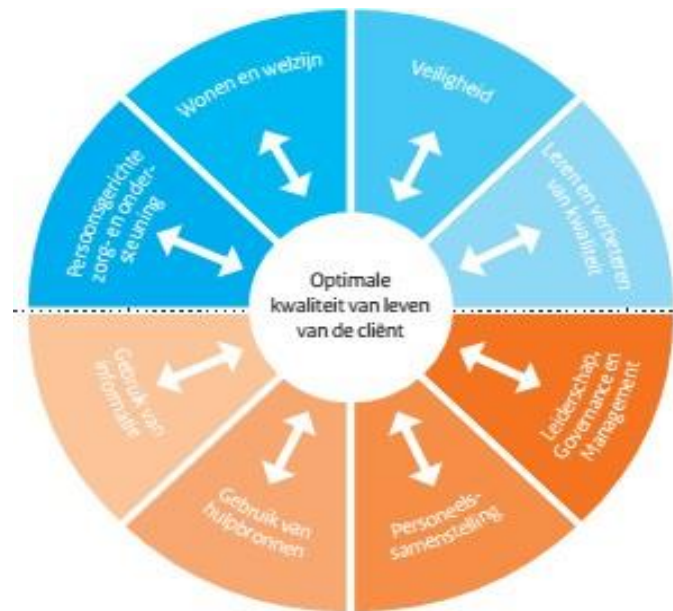 Wonen en welzijn
Veiligheid
Leren en verbeteren
van kwaliteit
Leiderschap,
Governance en
Management
Personeels-
samenstelling
Gebruik van
hulpbronnen
Gebruik van
informatie
Persoonsgerichte
zorg- en onder-
steuning
Optimale
kwaliteit van leven
van de cliënt